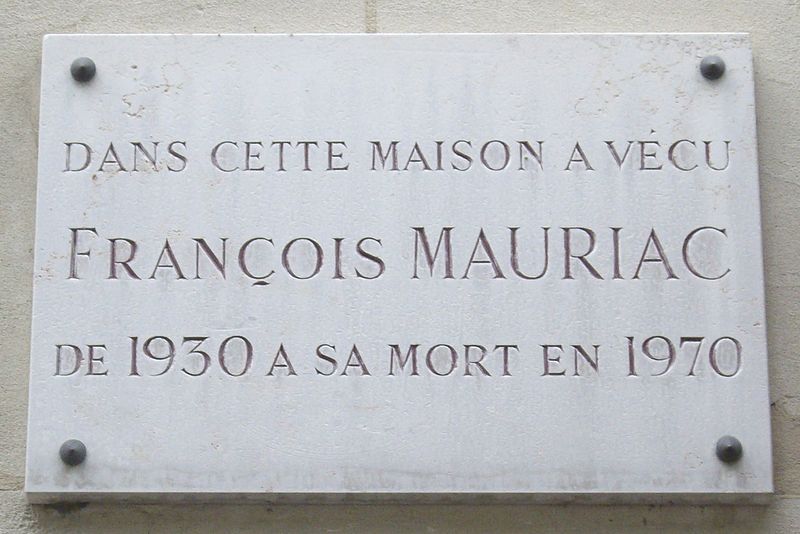 DANS CETTE MAISON A VÉCU
FRANÇOIS MAURIAC
DE 1930 A SA MORT EN 1970